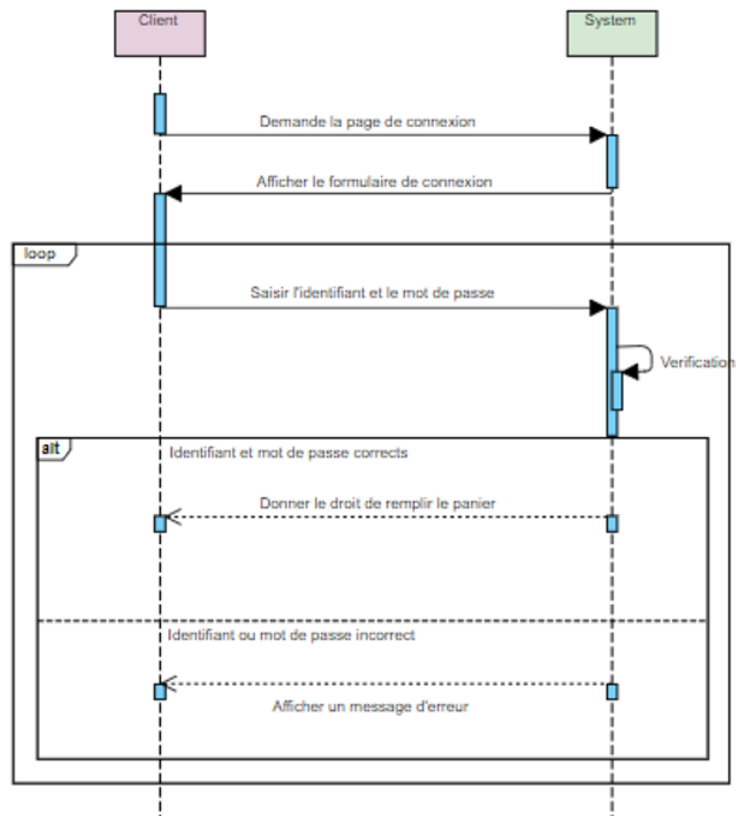 Client
System
Demande la page de connexion
Afficher le formulaire de connexion
loop
Saisir l'identifiant et le mot de passe
Verification
alt
Identifiant et mot de passe corrects
Donner le droit de remplir le panier
Identifiant ou mot de passe incorrect
Afficher un message d'erreur